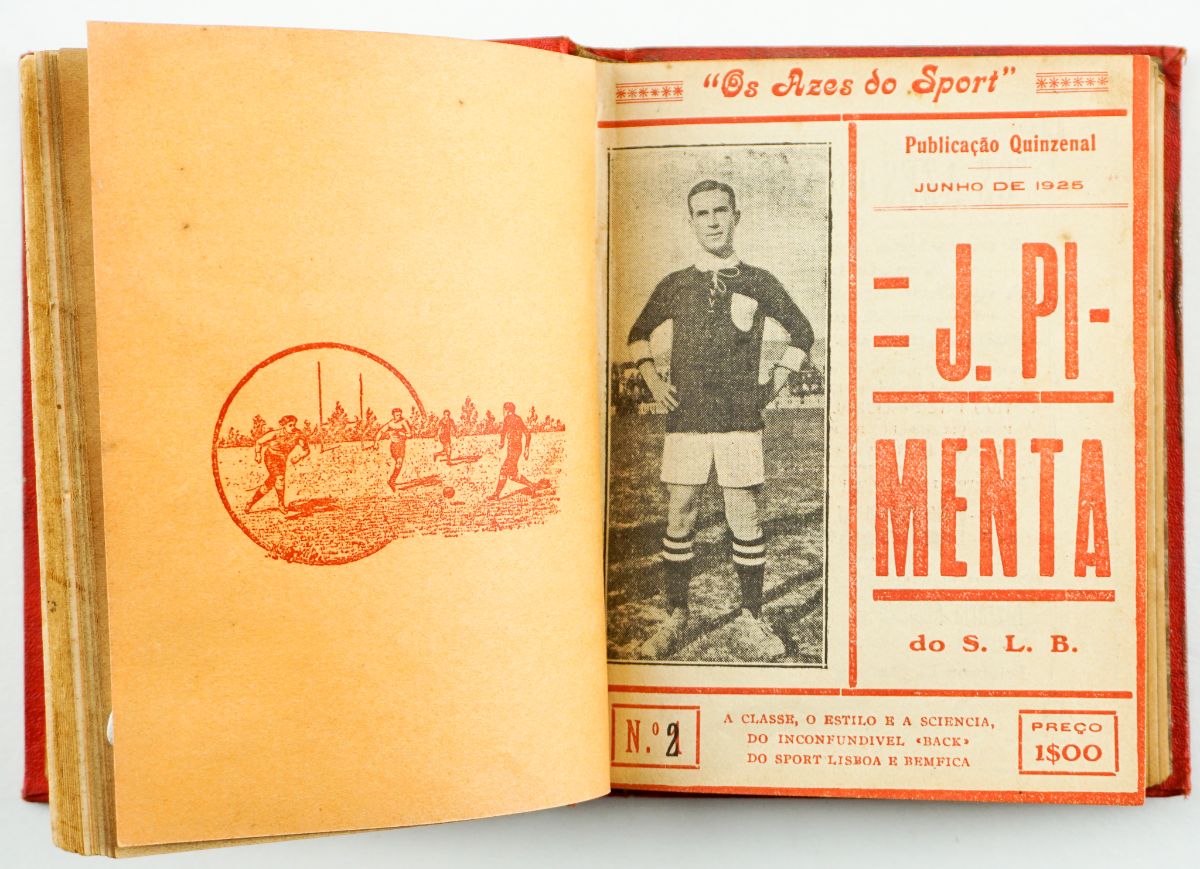 "Os Azes do Sport"
Publicação Quinzenal
JUNHO DE 1925
= J. PI-
MENTA
do S. L. B.
N.º 2
A CLASSE, O ESTILO E A SCIENCIA,
DO INCONFUNDIVEL «BACK»
DO SPORT LISBOA E BEMFICA
PREÇO
1$00